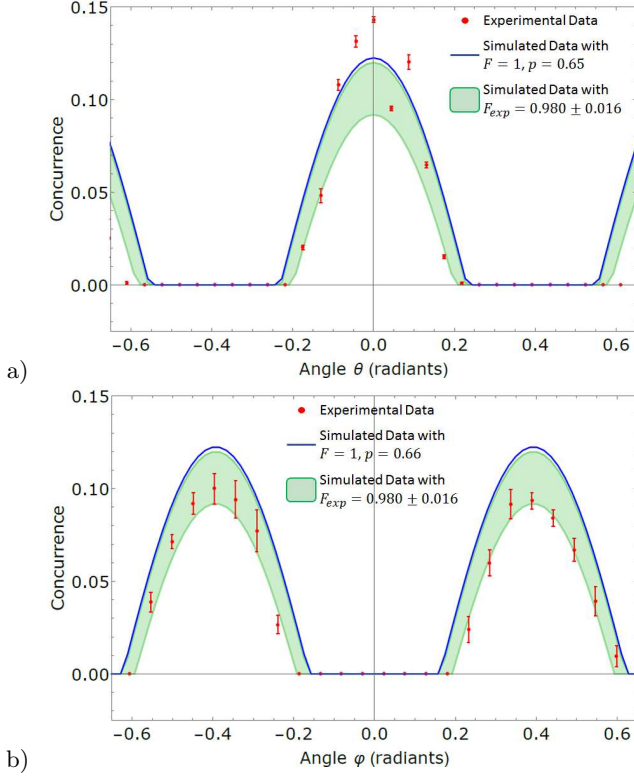 0.15
Experimental Data
Simulated Data with
F = 1, p = 0.65
Simulated Data with
F_exp = 0.980 ± 0.016
0.10
0.05
0.00
Concurrence
−0.6 −0.4 −0.2 0.0 0.2 0.4 0.6
Angle θ (radiants)
a)
0.15
Experimental Data
Simulated Data with
F = 1, p = 0.66
Simulated Data with
F_exp = 0.980 ± 0.016
0.10
0.05
0.00
Concurrence
−0.6 −0.4 −0.2 0.0 0.2 0.4 0.6
Angle φ (radiants)
b)